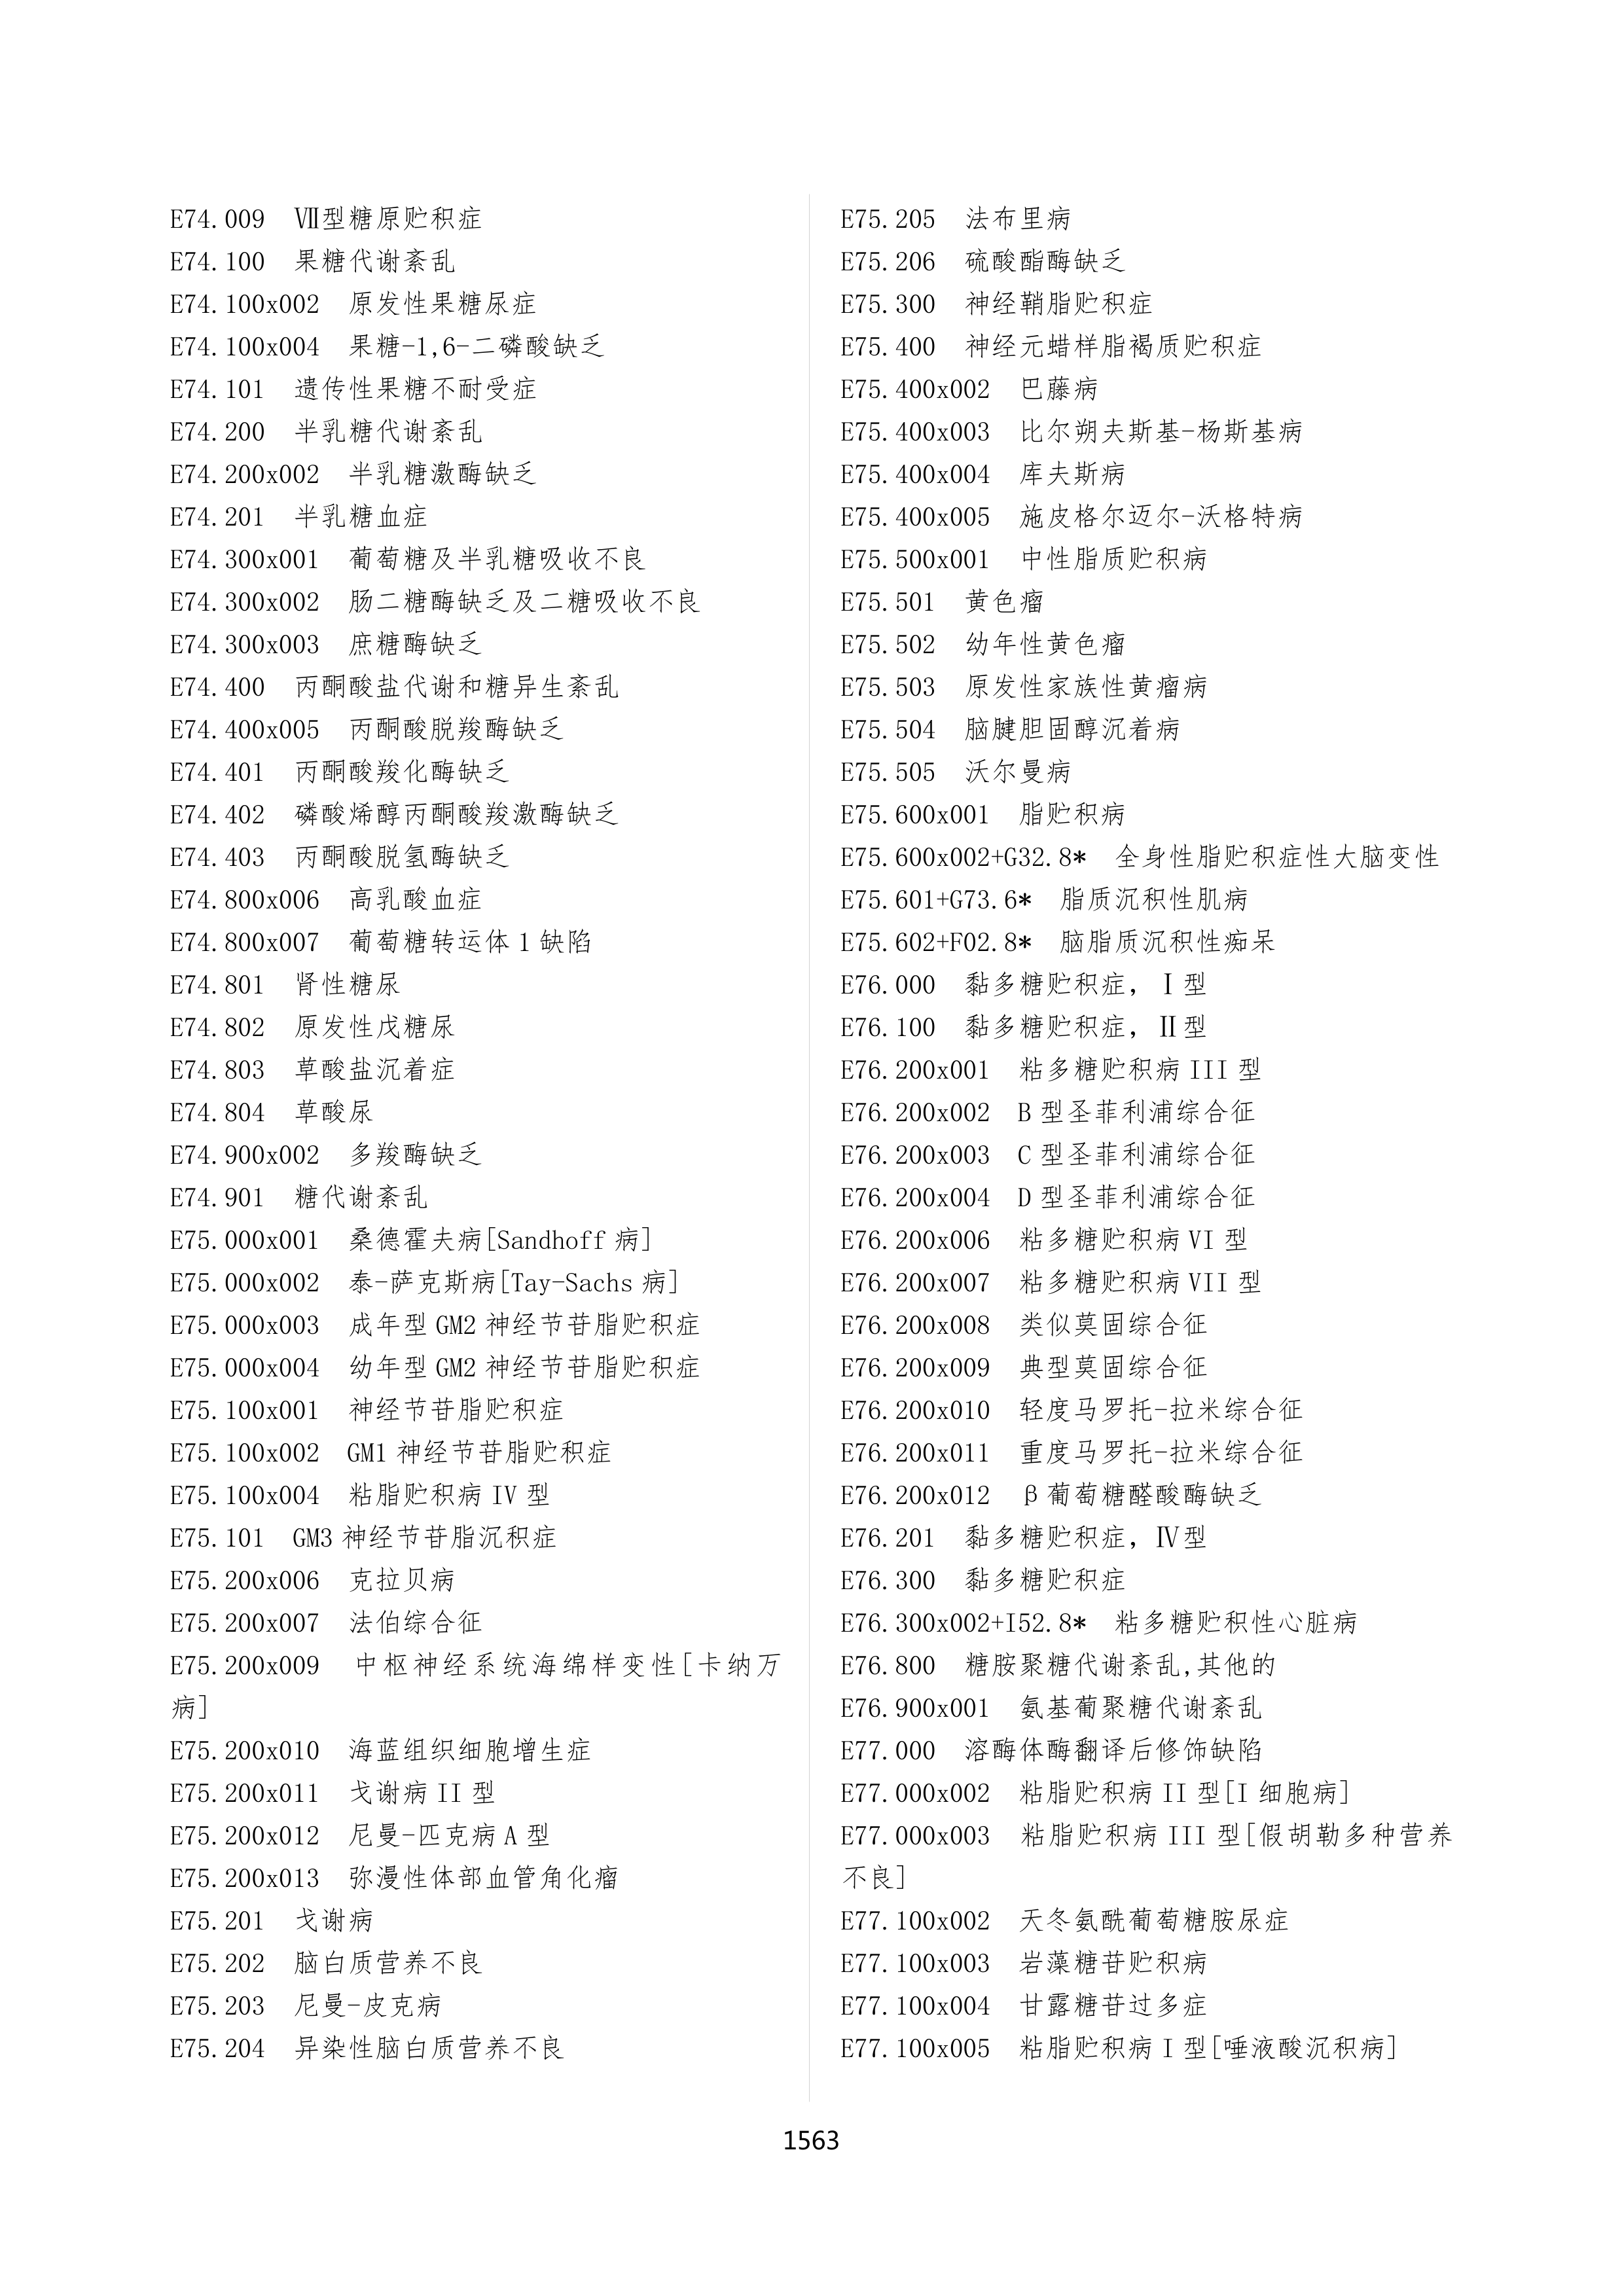 E74.009 Ⅶ型糖原贮积症
E74.100 果糖代谢紊乱
E74.100x002 原发性果糖尿症
E74.100x004 果糖-1,6-二磷酸缺乏
E74.101 遗传性果糖不耐受症
E74.200 半乳糖代谢紊乱
E74.200x002 半乳糖激酶缺乏
E74.201 半乳糖血症
E74.300x001 葡萄糖及半乳糖吸收不良
E74.300x002 肠二糖酶缺乏及二糖吸收不良
E74.300x003 庶糖酶缺乏
E74.400 丙酮酸盐代谢和糖异生紊乱
E74.400x005 丙酮酸脱羧酶缺乏
E74.401 丙酮酸羧化酶缺乏
E74.402 磷酸烯醇丙酮酸羧激酶缺乏
E74.403 丙酮酸脱氢酶缺乏
E74.800x006 高乳酸血症
E74.800x007 葡萄糖转运体 1 缺陷
E74.801 肾性糖尿
E74.802 原发性戊糖尿
E74.803 草酸盐沉着症
E74.804 草酸尿
E74.900x002 多羧酶缺乏
E74.901 糖代谢紊乱
E75.000x001 桑德霍夫病[Sandhoff 病]
E75.000x002 泰-萨克斯病[Tay-Sachs 病]
E75.000x003 成年型 GM2 神经节苷脂贮积症
E75.000x004 幼年型 GM2 神经节苷脂贮积症
E75.100x001 神经节苷脂贮积症
E75.100x002 GM1 神经节苷脂贮积症
E75.100x004 粘脂贮积病 IV 型
E75.101 GM3 神经节苷脂沉积症
E75.200x006 克拉贝病
E75.200x007 法伯综合征
E75.200x009 中枢神经系统海绵样变性[卡纳万
病]
E75.200x010 海蓝组织细胞增生症
E75.200x011 戈谢病 II 型
E75.200x012 尼曼-匹克病 A 型
E75.200x013 弥漫性体部血管角化瘤
E75.201 戈谢病
E75.202 脑白质营养不良
E75.203 尼曼-皮克病
E75.204 异染性脑白质营养不良
E75.205 法布里病
E75.206 硫酸酯酶缺乏
E75.300 神经鞘脂贮积症
E75.400 神经元蜡样脂褐质贮积症
E75.400x002 巴藤病
E75.400x003 比尔朔夫斯基-杨斯基病
E75.400x004 库夫斯病
E75.400x005 施皮格尔迈尔-沃格特病
E75.500x001 中性脂质贮积病
E75.501 黄色瘤
E75.502 幼年性黄色瘤
E75.503 原发性家族性黄瘤病
E75.504 脑腱胆固醇沉着病
E75.505 沃尔曼病
E75.600x001 脂贮积病
E75.600x002+G32.8* 全身性脂贮积症性大脑变性
E75.601+G73.6* 脂质沉积性肌病
E75.602+F02.8* 脑脂质沉积性痴呆
E76.000 黏多糖贮积症，Ⅰ型
E76.100 黏多糖贮积症，Ⅱ型
E76.200x001 粘多糖贮积病 III 型
E76.200x002 B 型圣菲利浦综合征
E76.200x003 C 型圣菲利浦综合征
E76.200x004 D 型圣菲利浦综合征
E76.200x006 粘多糖贮积病 VI 型
E76.200x007 粘多糖贮积病 VII 型
E76.200x008 类似莫固综合征
E76.200x009 典型莫固综合征
E76.200x010 轻度马罗托-拉米综合征
E76.200x011 重度马罗托-拉米综合征
E76.200x012 β葡萄糖醛酸酶缺乏
E76.201 黏多糖贮积症，Ⅳ型
E76.300 黏多糖贮积症
E76.300x002+I52.8* 粘多糖贮积性心脏病
E76.800 糖胺聚糖代谢紊乱,其他的
E76.900x001 氨基葡聚糖代谢紊乱
E77.000 溶酶体酶翻译后修饰缺陷
E77.000x002 粘脂贮积病 II 型[I 细胞病]
E77.000x003 粘脂贮积病 III 型[假胡勒多种营养
不良]
E77.100x002 天冬氨酰葡萄糖胺尿症
E77.100x003 岩藻糖苷贮积病
E77.100x004 甘露糖苷过多症
E77.100x005 粘脂贮积病 I 型[唾液酸沉积病]
1563